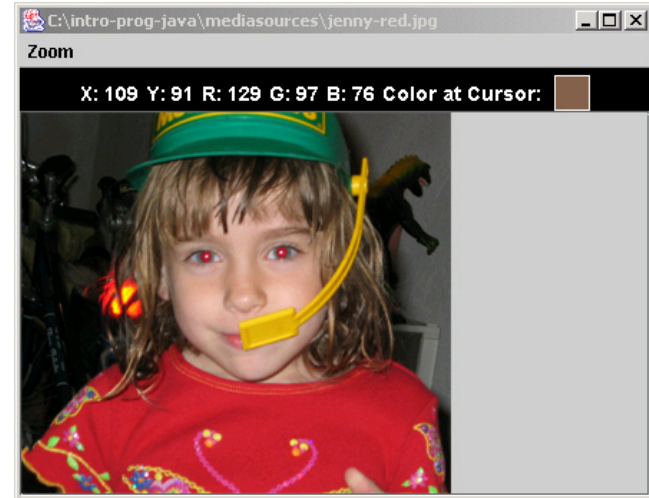 C:\intro-prog-java\mediasources\jenny-red.jpg
Zoom
X: 109 Y: 91 R: 129 G: 97 B: 76 Color at Cursor: